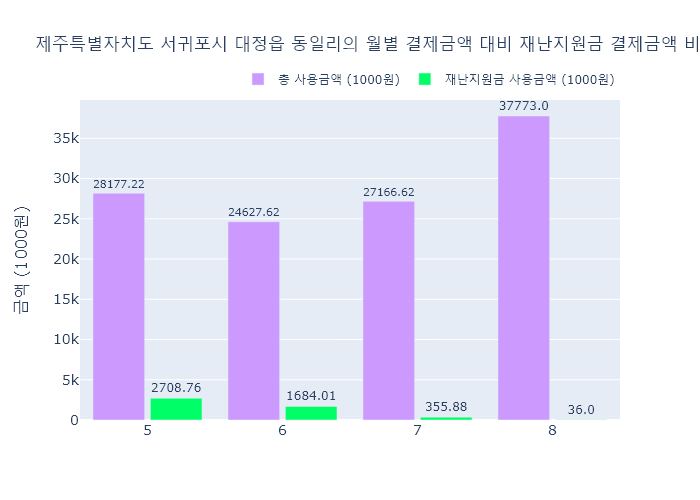 제주특별자치도 서귀포시 대정읍 동일리의 월별 결제금액 대비 재난지원금 결제금액 비
총 사용금액 (1000원) 재난지원금 사용금액 (1000원)
금액 (1000원)
35k
30k
25k
20k
15k
10k
5k
0
28177.22
2708.76
24627.62
1684.01
27166.62
355.88
37773.0
36.0
5 6 7 8